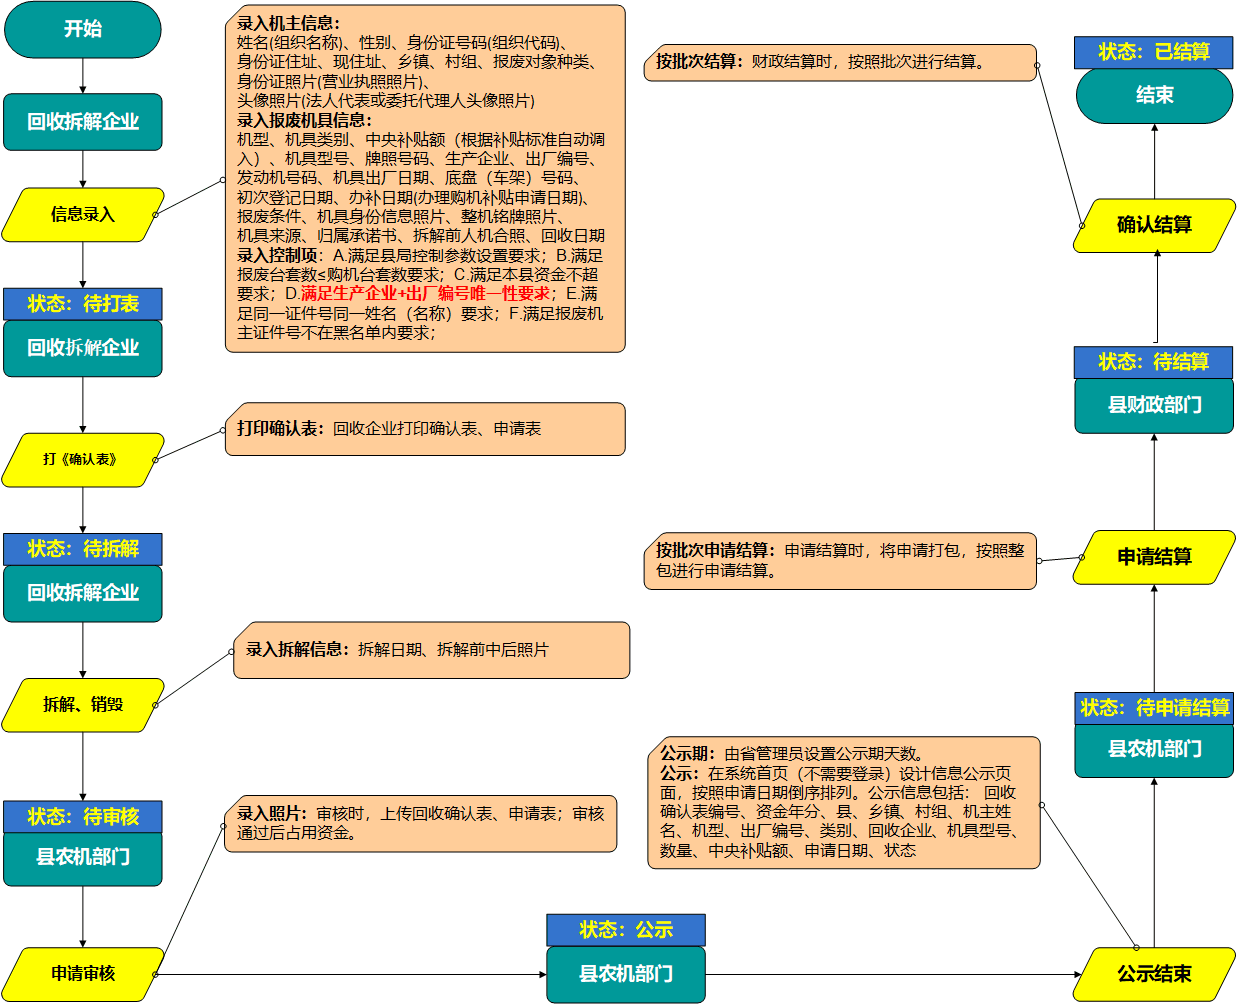 开始
回收拆解企业
信息录入
状态：待打表
回收拆解企业
打《确认表》
状态：待拆解
回收拆解企业
拆解、销毁
状态：待审核
县农机部门
申请审核
录入机主信息：
姓名(组织名称)、性别、身份证号码(组织代码)、
身份证住址、现住址、乡镇、村组、报废对象种类、
身份证照片(营业执照照片)、
头像照片(法人代表或委托代理人头像照片)
录入报废机具信息：
机型、机具类别、中央补贴额（根据补贴标准自动调
入）、机具型号、牌照号码、生产企业、出厂编号、
发动机号码、机具出厂日期、底盘（车架）号码、
初次登记日期、办补日期(办理购机补贴申请日期)、
报废条件、机具身份信息照片、整机铭牌照片、
机具来源、归属承诺书、拆解前人机合照、回收日期
录入控制项：A.满足县局控制参数设置要求；B.满足
报废台套数≤购机台套数要求；C.满足本县资金不超
要求；D.满足生产企业+出厂编号唯一性要求；E.满
足同一证件号同一姓名（名称）要求；F.满足报废机
主证件号不在黑名单内要求；
打印确认表：回收企业打印确认表、申请表
录入拆解信息：拆解日期、拆解前中后照片
录入照片：审核时，上传回收确认表、申请表；审核
通过后占用资金。
状态：公示
县农机部门
公示结束
公示期：由省管理员设置公示期天数。
公示：在系统首页（不需要登录）设计信息公示页
面，按照申请日期倒序排列。公示信息包括： 回收
确认表编号、资金年分、县、乡镇、村组、机主姓
名、机型、出厂编号、类别、回收企业、机具型号、
数量、中央补贴额、申请日期、状态
状态：待申请结算
县农机部门
申请结算
按批次申请结算：申请结算时，将申请打包，按照整
包进行申请结算。
状态：待结算
县财政部门
确认结算
按批次结算：财政结算时，按照批次进行结算。
状态：已结算
结束